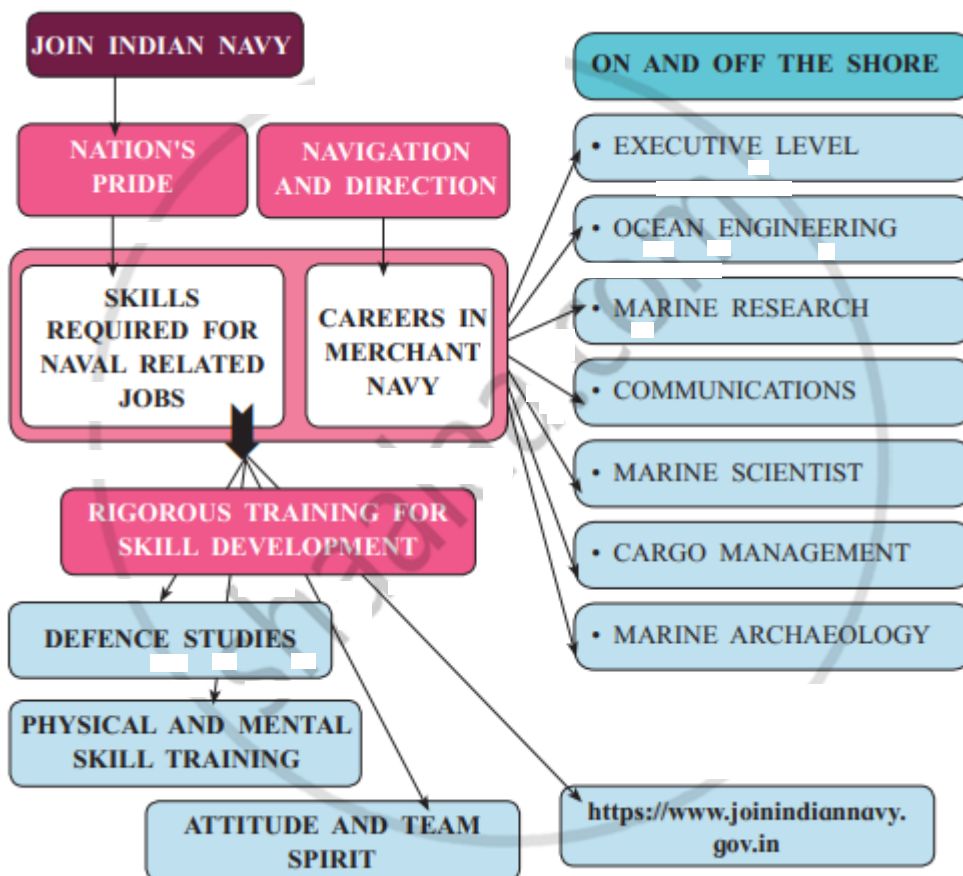 JOIN INDIAN NAVY
NATION'S
PRIDE
NAVIGATION
AND DIRECTION
SKILLS
REQUIRED FOR
NAVAL RELATED
JOBS
CAREERS IN
MERCHANT
NAVY
RIGOROUS TRAINING FOR
SKILL DEVELOPMENT
DEFENCE STUDIES
PHYSICAL AND MENTAL
SKILL TRAINING
ATTITUDE AND TEAM
SPIRIT
https://www.joinindiannavy.
gov.in
ON AND OFF THE SHORE
• EXECUTIVE LEVEL
• OCEAN ENGINEERING
• MARINE RESEARCH
• COMMUNICATIONS
• MARINE SCIENTIST
• CARGO MANAGEMENT
• MARINE ARCHAEOLOGY